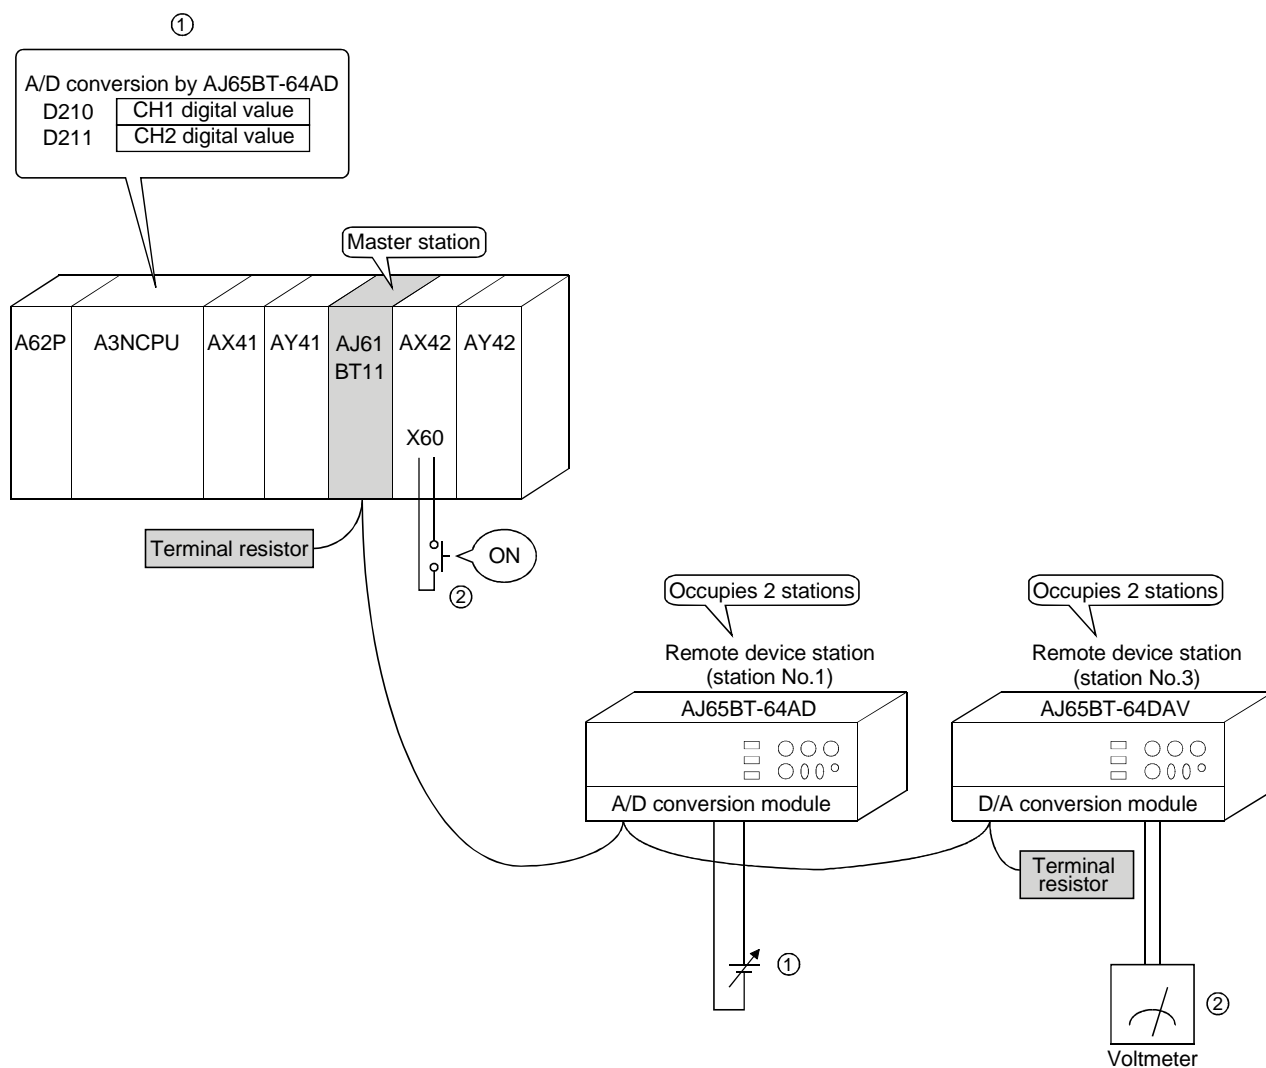 ①
A/D conversion by AJ65BT-64AD
D210 CH1 digital value
D211 CH2 digital value
Master station
A62P A3NCPU AX41 AY41 AJ61 BT11 AX42 AY42
X60
Terminal resistor
ON
②
Occupies 2 stations
Remote device station
(station No.1)
AJ65BT-64AD
A/D conversion module
①
Occupies 2 stations
Remote device station
(station No.3)
AJ65BT-64DAV
D/A conversion module
Terminal
resistor
②
Voltmeter